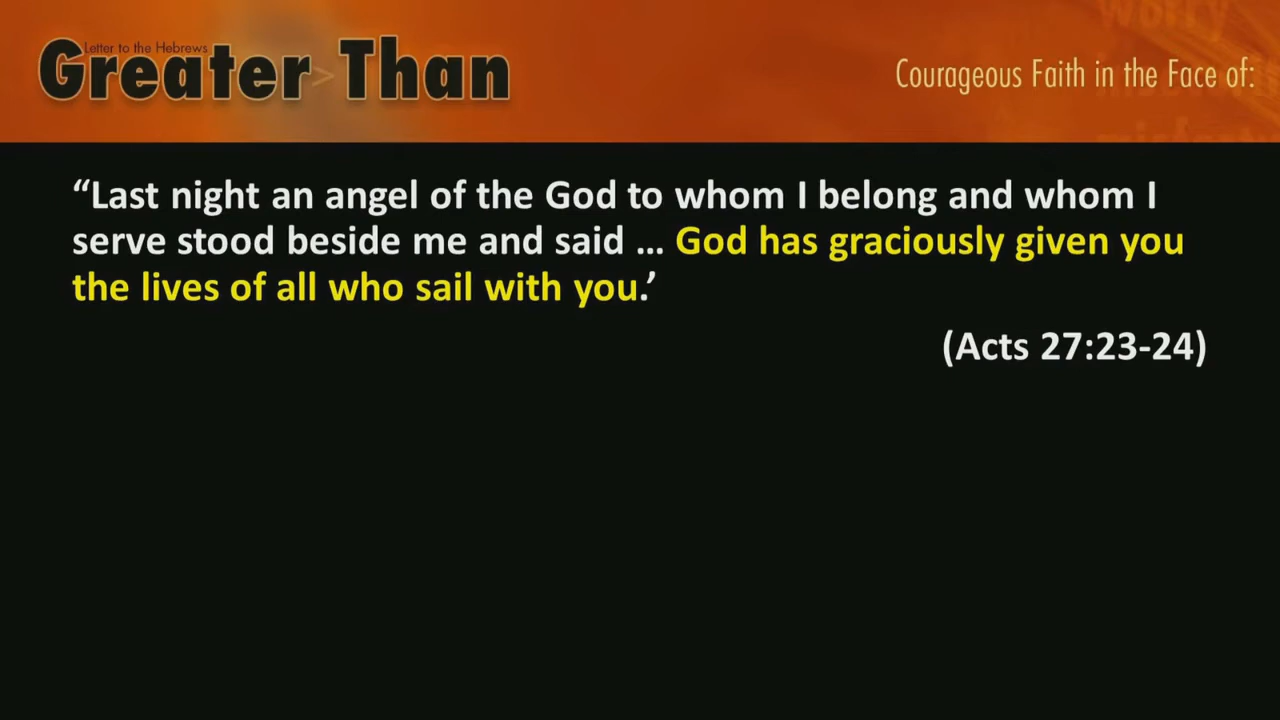 Letter to the Hebrews
Greater > Than
Courageous Faith in the Face of:
worry
“Last night an angel of the God to whom I belong and whom I
serve stood beside me and said ... God has graciously given you
the lives of all who sail with you.’
(Acts 27:23-24)